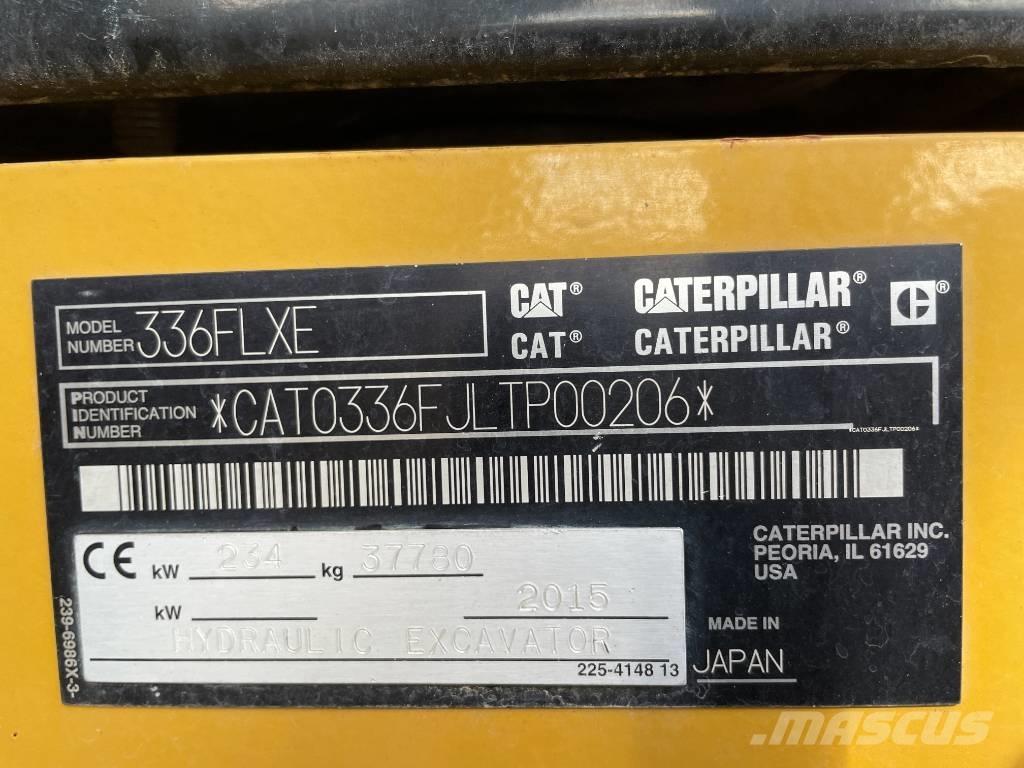 MODEL NUMBER 336FLXE
CAT® CATERPILLAR® C®
CAT® CATERPILLAR®
PRODUCT IDENTIFICATION NUMBER *CAT0336FJLTP00206*
*CAT0336FJLTP00206*
CE kW 234 kg 37780
kW 2015
HYDRAULIC EXCAVATOR
225-4148 13
239-6986X-3-
CATERPILLAR INC.
PEORIA, IL 61629
USA
MADE IN
JAPAN
MASCUS